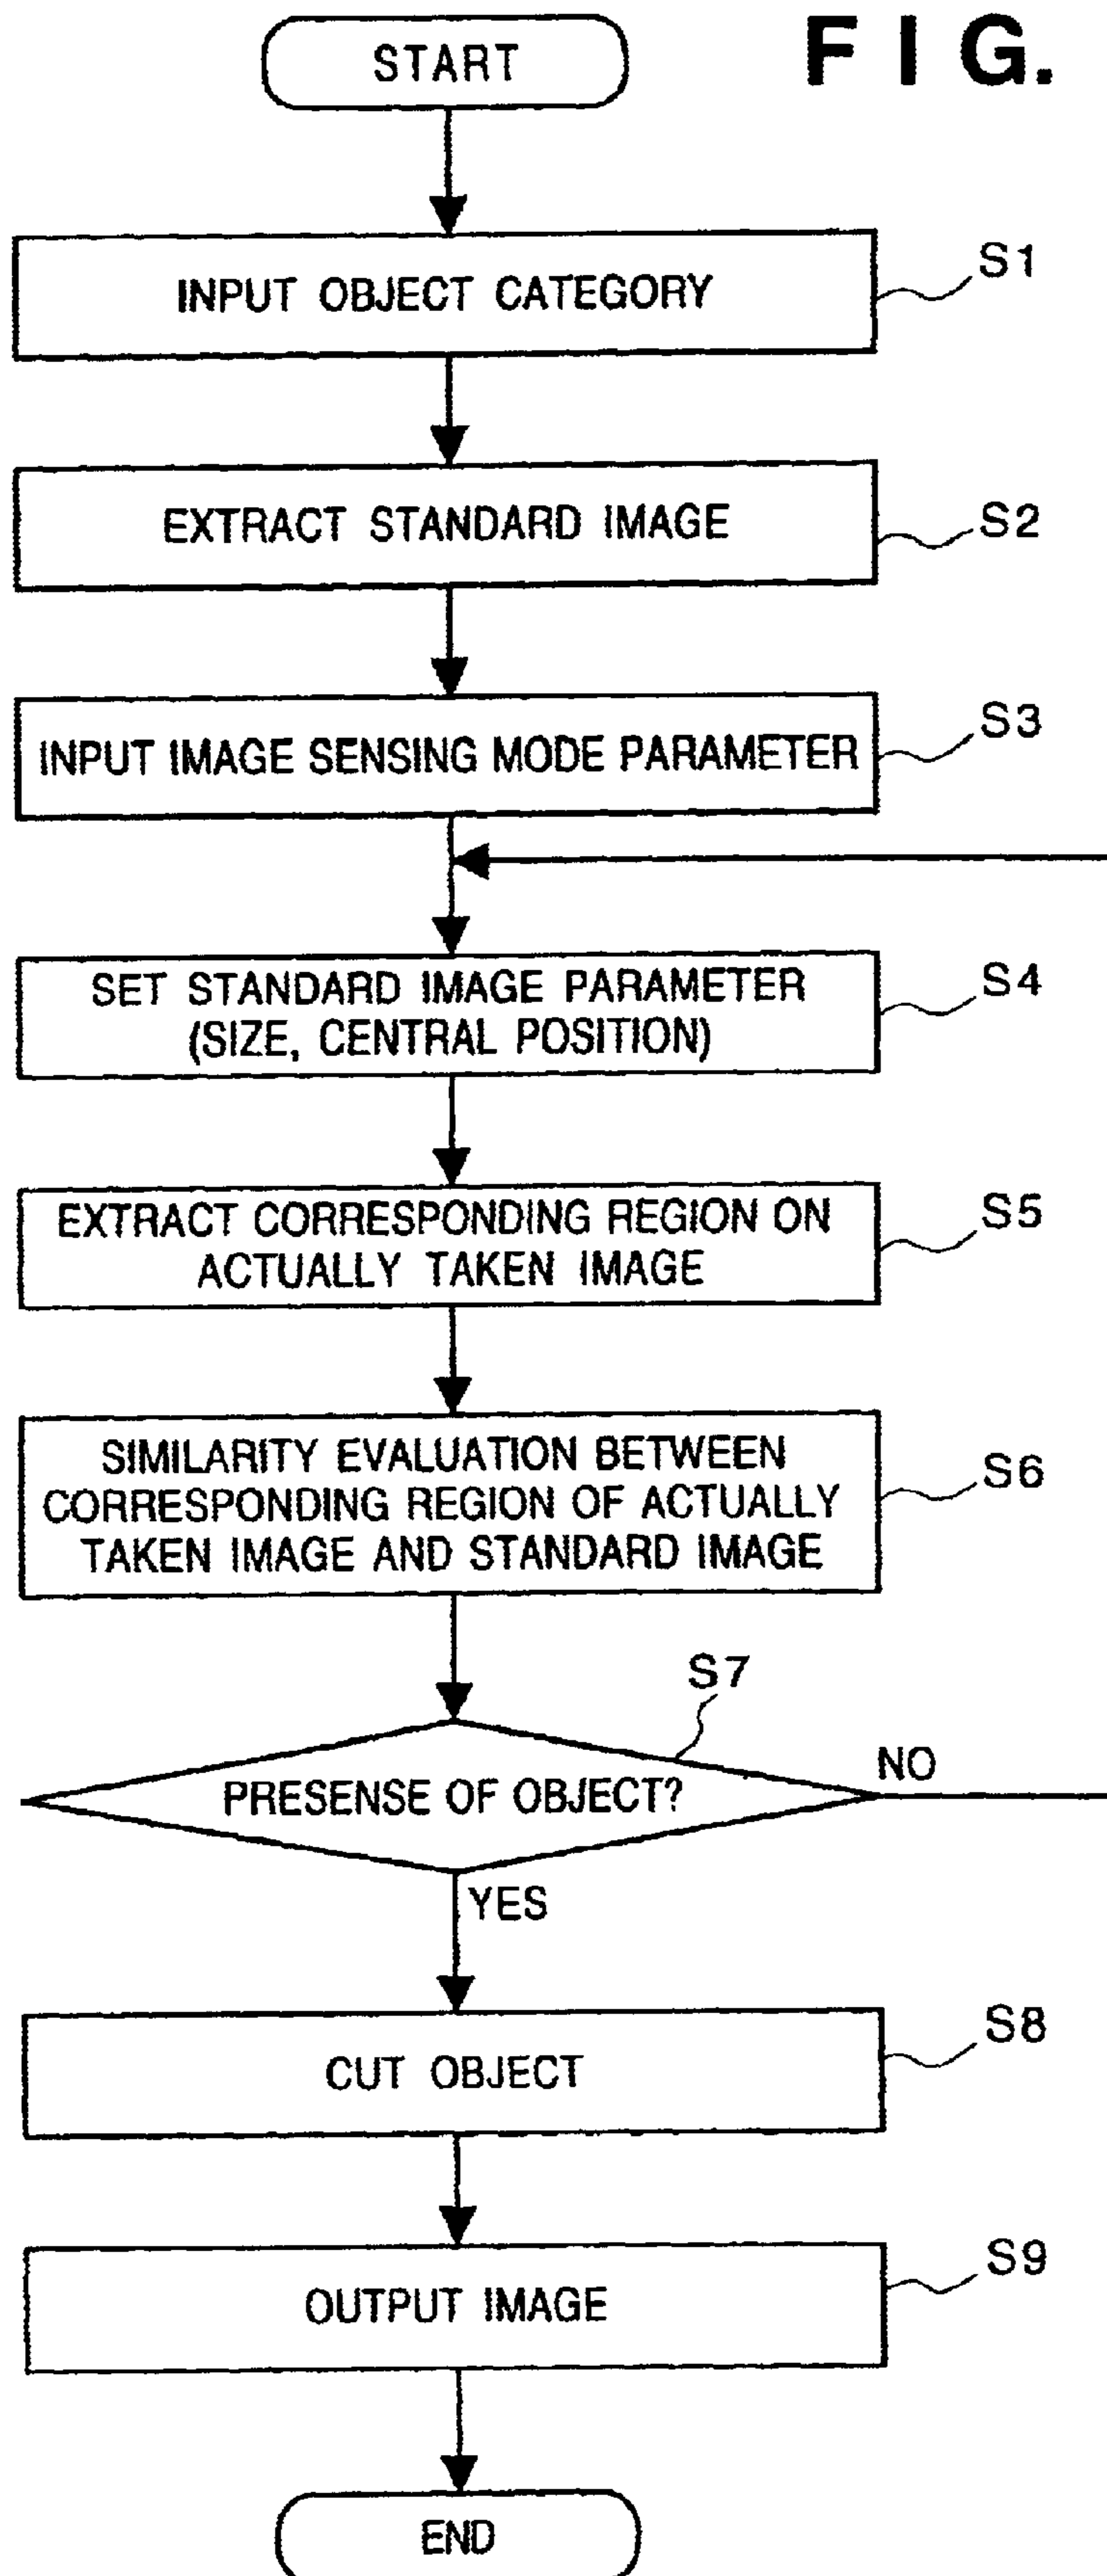 FIG.
START
INPUT OBJECT CATEGORY
S1
EXTRACT STANDARD IMAGE
S2
INPUT IMAGE SENSING MODE PARAMETER
S3
SET STANDARD IMAGE PARAMETER
(SIZE, CENTRAL POSITION)
S4
EXTRACT CORRESPONDING REGION ON
ACTUALLY TAKEN IMAGE
S5
SIMILARITY EVALUATION BETWEEN
CORRESPONDING REGION OF ACTUALLY
TAKEN IMAGE AND STANDARD IMAGE
S6
S7
PRESENSE OF OBJECT?
NO
YES
CUT OBJECT
S8
OUTPUT IMAGE
S9
END